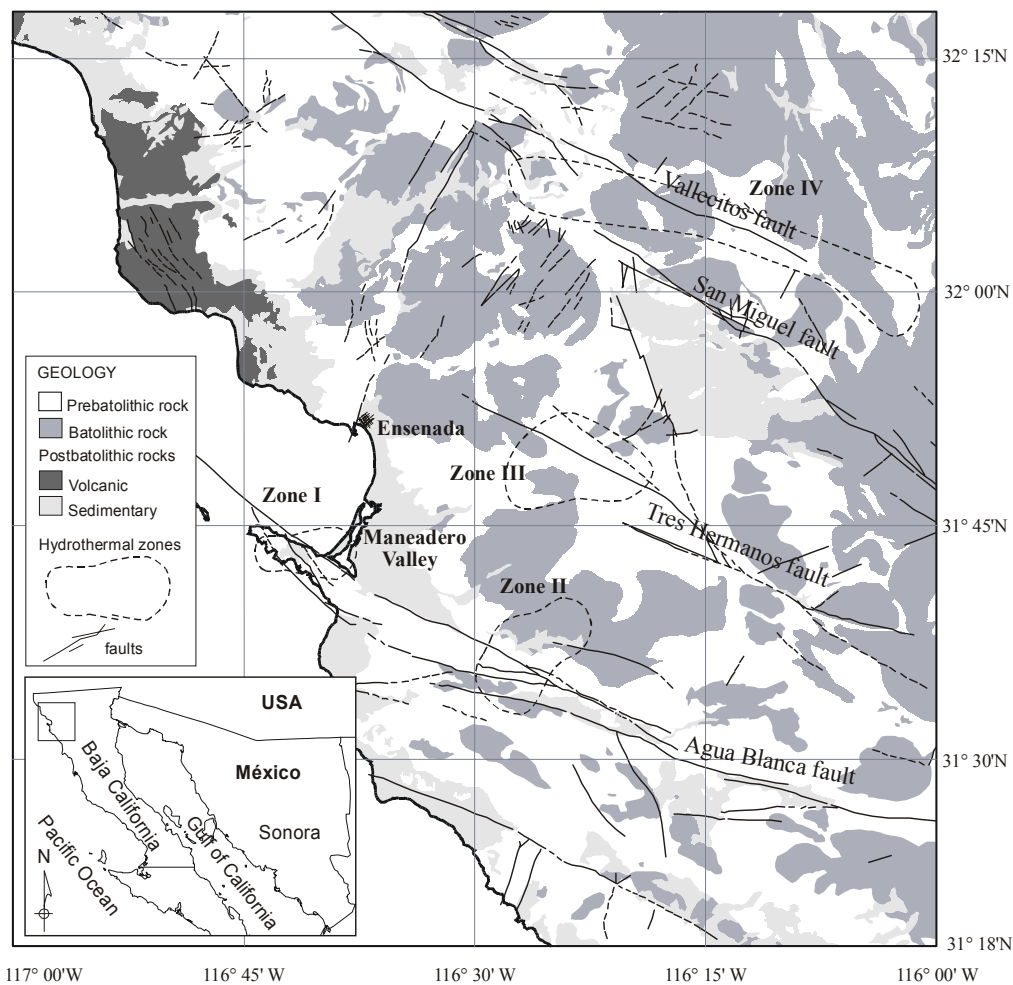 32° 15'N
Zone IV
Vallecitos fault
32° 00'N
San Miguel fault
GEOLOGY
Prebatolithic rock
Batolithic rock
Postbatolithic rocks
Volcanic
Sedimentary
Hydrothermal zones
faults
Ensenada
Zone III
Zone I
31° 45'N
Maneadero
Valley
Tres Hermanos fault
Zone II
Agua Blanca fault
31° 30'N
USA
México
Sonora
Baja California
Gulf of California
Pacific Ocean
N
31° 18'N
117° 00'W
116° 45' W
116° 30' W
116° 15' W
116° 00' W